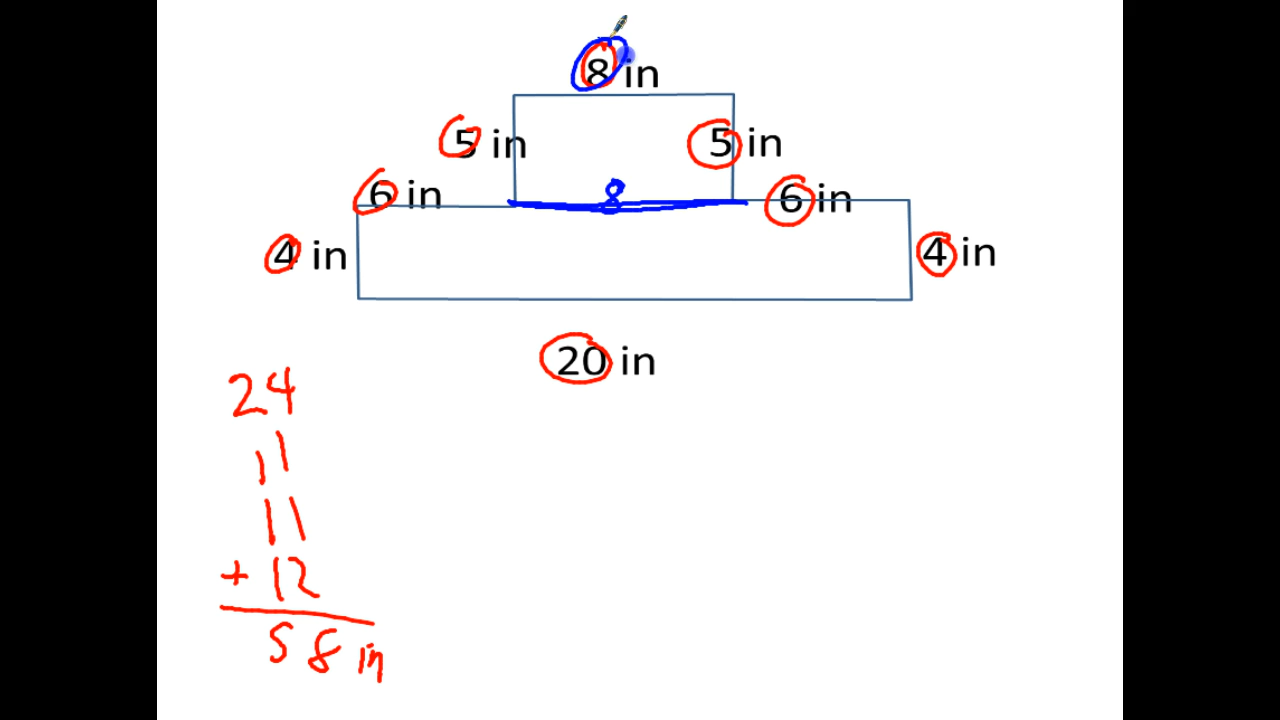 8 in
5 in 5 in
6 in 8 6 in
4 in 4 in
20 in
24
11
11
+ 12
58 in